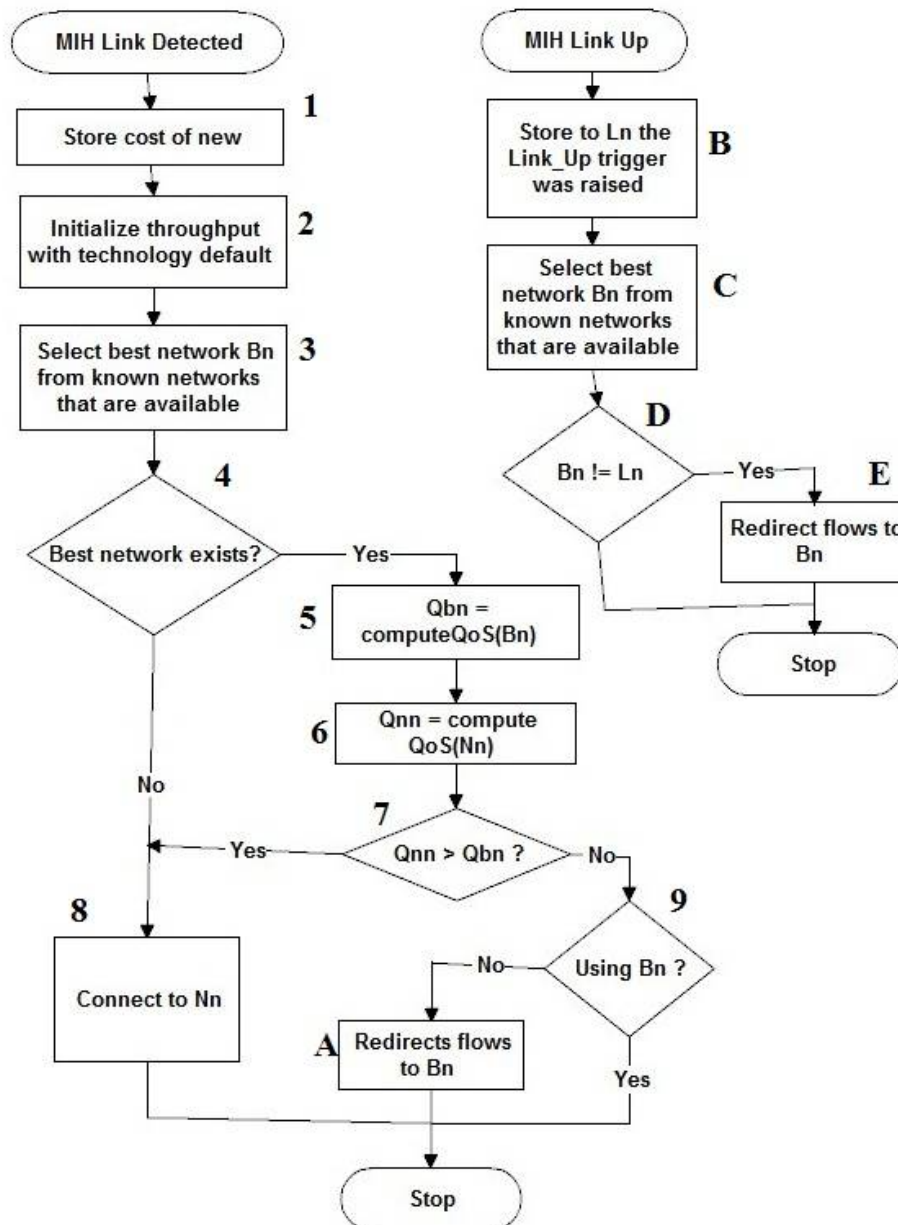 MIH Link Detected
1
Store cost of new
2
Initialize throughput
with technology default
3
Select best network Bn
from known networks
that are available
4
Best network exists?
Yes
5
Qbn =
computeQoS(Bn)
6
Qnn = compute
QoS(Nn)
No
7
Yes
Qnn > Qbn ?
No
8
Connect to Nn
9
No
Using Bn ?
A
Redirects flows
to Bn
Yes
Stop
MIH Link Up
B
Store to Ln the
Link_Up trigger
was raised
C
Select best
network Bn from
known networks
that are available
D
Bn != Ln
Yes
E
Redirect flows to
Bn
Stop